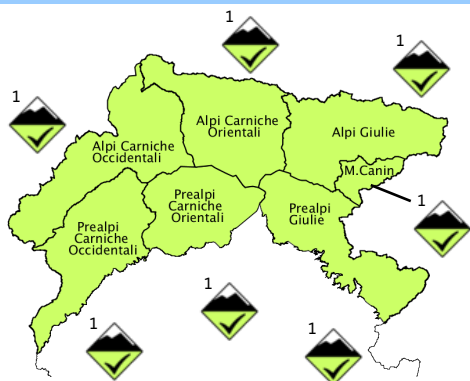 1
1
1
Alpi Carniche
Orientali
Alpi Giulie
Alpi Carniche
Occidentali
M.Canin
1
Prealpi
Carniche
Orientali
Prealpi
Giulie
Prealpi
Carniche
Occidentali
1
1
1